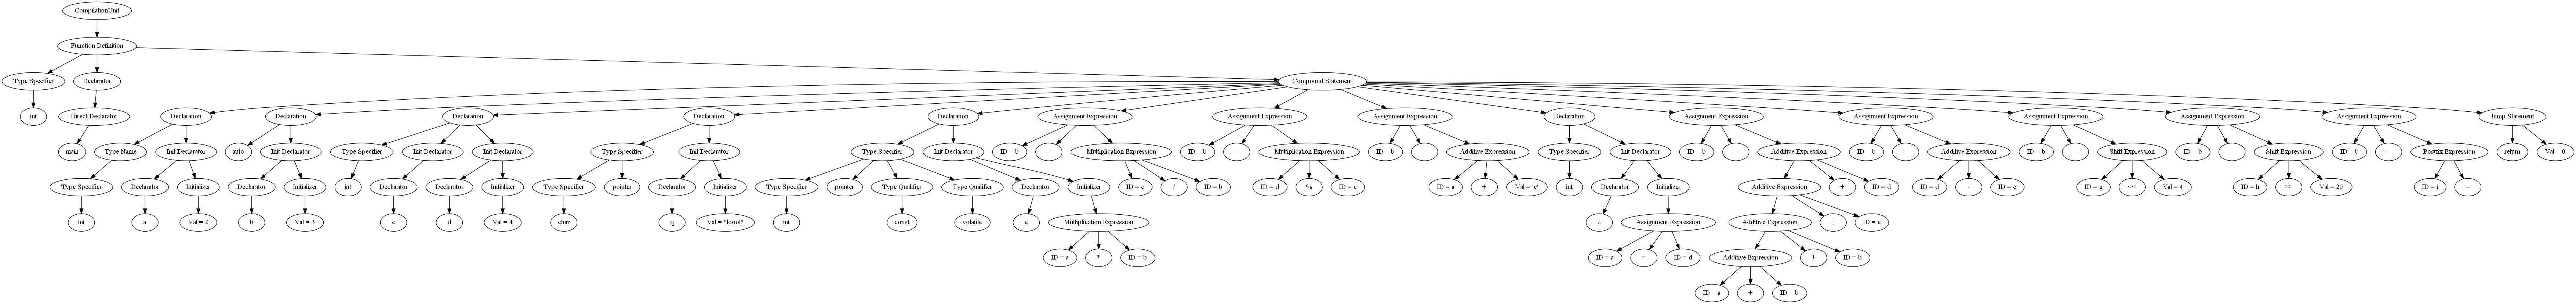 CompilationUnit
Function Definition
Type Specifier Declarator Compound Statement
int Direct Declarator Declaration Declaration Declaration Declaration Declaration Assignment Expression Assignment Expression Assignment Expression Declaration Assignment Expression Assignment Expression Assignment Expression Assignment Expression Assignment Expression Jump Statement
main Type Name Init Declarator auto Init Declarator Type Specifier Init Declarator Init Declarator Type Specifier Init Declarator Type Specifier Init Declarator ID = b = Multiplication Expression ID = b = Multiplication Expression ID = b = Additive Expression Type Specifier Init Declarator ID = b = Additive Expression ID = b = Additive Expression ID = b = Shift Expression ID = b = Shift Expression ID = b = Postfix Expression return Val = 0
Type Specifier Declarator Initializer Declarator Initializer int Declarator Declarator Initializer Type Specifier pointer Declarator Initializer Type Specifier pointer Type Qualifier Type Qualifier Declarator Initializer ID = c / ID = b ID = d % ID = c ID = a + Val = 'c' int Declarator Initializer Additive Expression + ID = d ID = d - ID = e ID = g << Val = 4 ID = h >> Val = 20 ID = i --
int a Val = 2 b Val = 3 c d Val = 4 char q Val = "loool" int const volatile c Multiplication Expression z Assignment Expression Additive Expression + ID = c
ID = a * ID = b ID = a = ID = d Additive Expression + ID = b
ID = a + ID = b